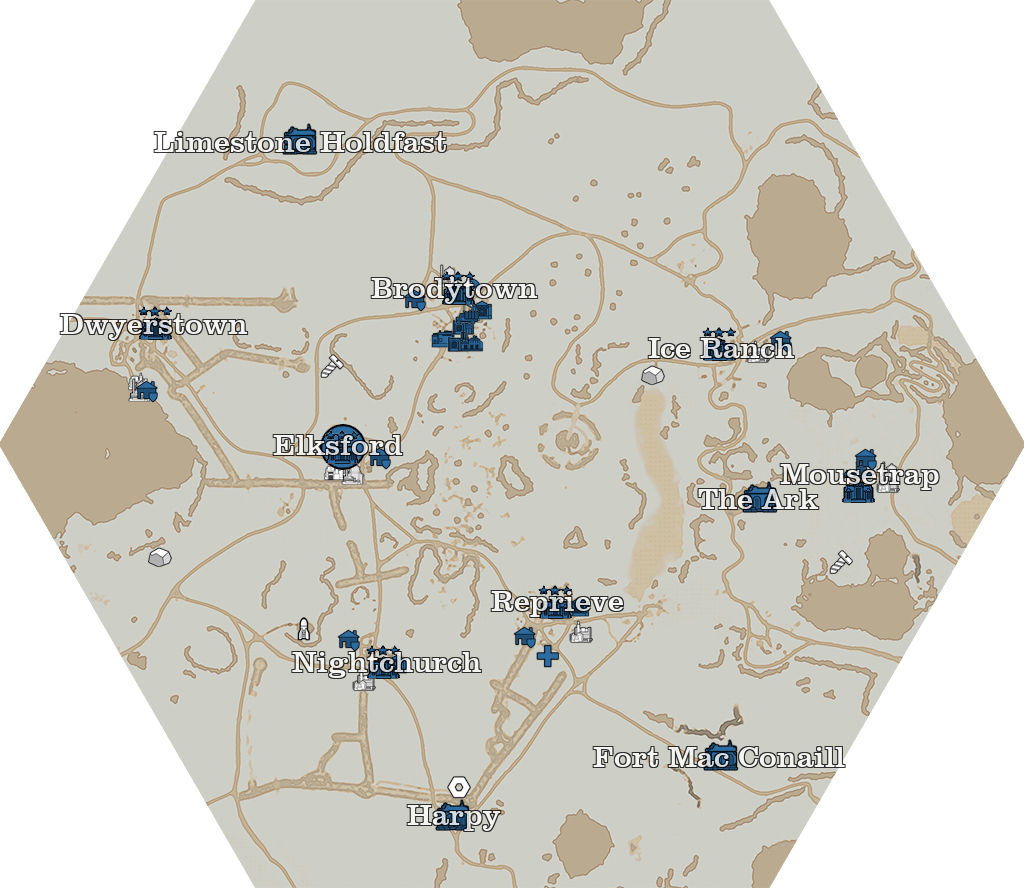 Limestone Holdfast
Brodytown
Dwyerstown
Ice Ranch
Elksford
Mousetrap
The Ark
Reprieve
Nightchurch
Fort Mac Conaill
Harpy